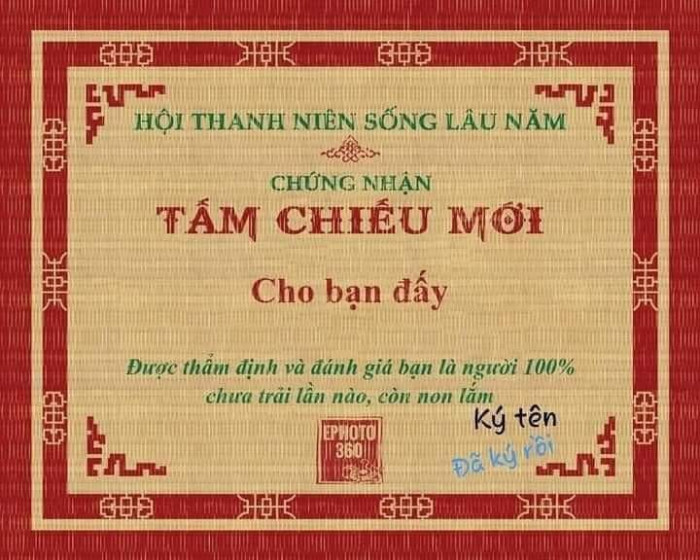 HỘI THANH NIÊN SỐNG LÂU NĂM
CHỨNG NHẬN
TẤM CHIẾU MỚI
Cho bạn đấy
Được thẩm định và đánh giá bạn là người 100%
chưa trải lần nào, còn non lắm
Ký tên
Đã ký rồi
EPHOTO
360